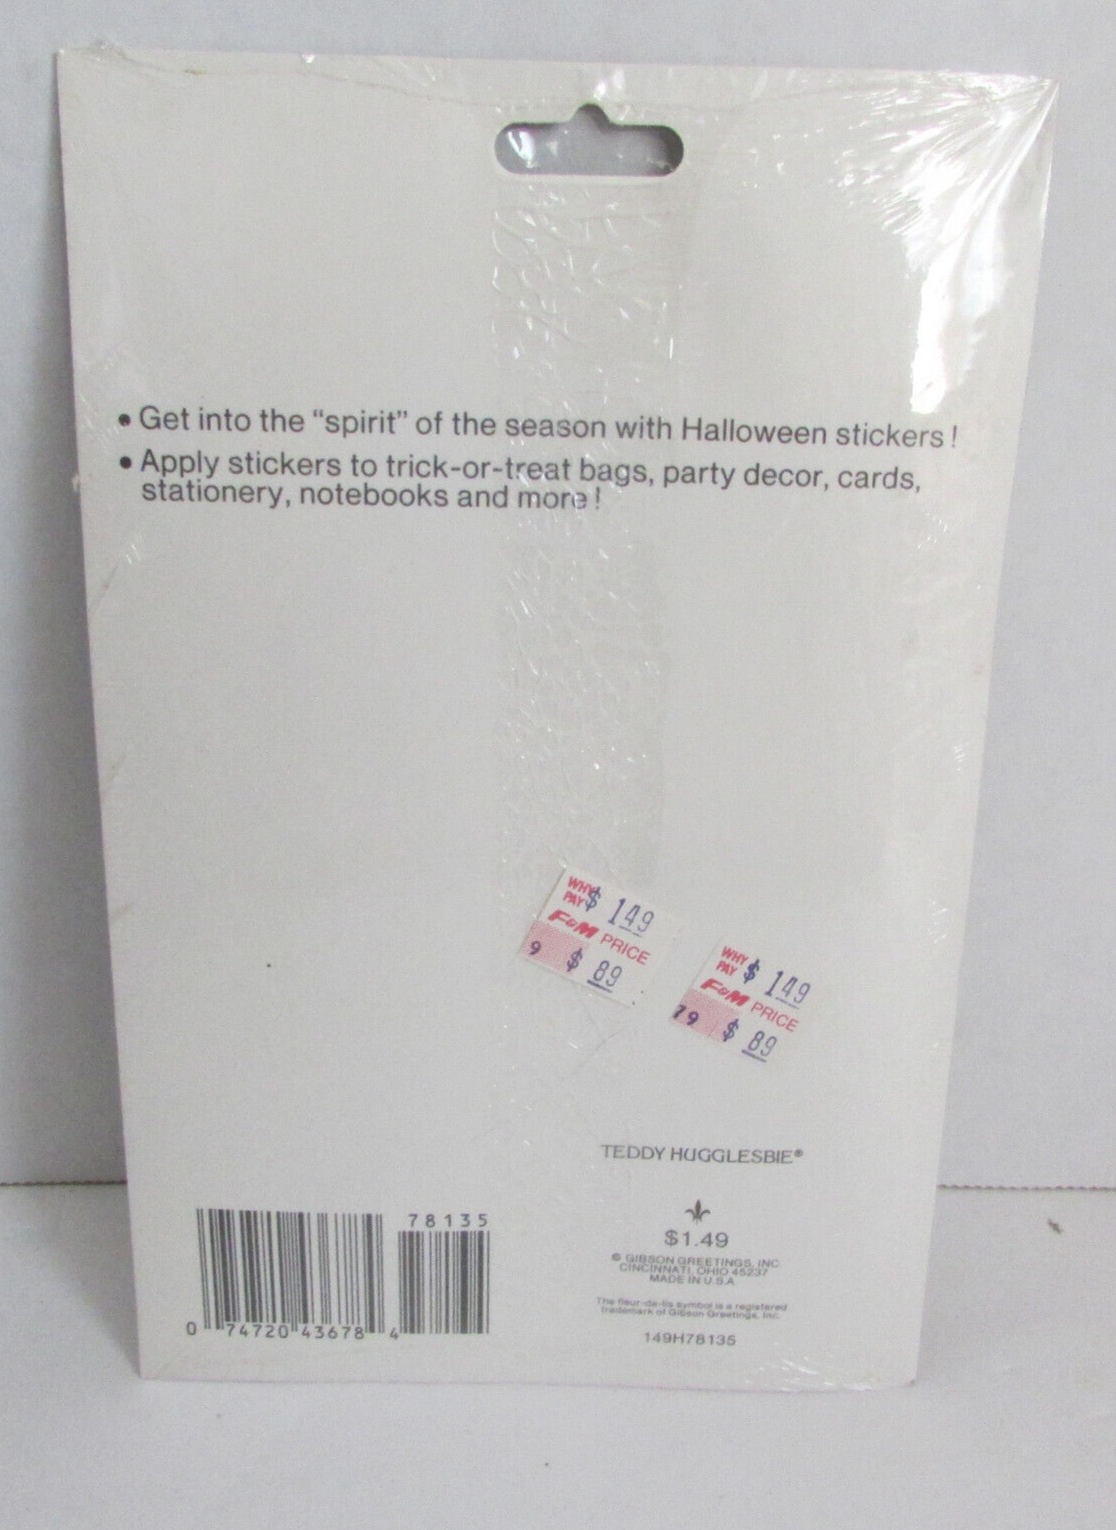 • Get into the “spirit” of the season with Halloween stickers !
• Apply stickers to trick-or-treat bags, party decor, cards,
stationery, notebooks and more !
WHY
PAY $ 149
F&M PRICE
9 $ 89
WHY
PAY $ 149
F&M PRICE
79 $ 89
TEDDY HUGGLESBIE®
$1.49
© GIBSON GREETINGS, INC.
CINCINNATI, OHIO 45237
MADE IN U.S.A.
The fleur-de-lis symbol is a registered
trademark of Gibson Greetings, Inc.
149H78135
78135
0 74720 43678 4